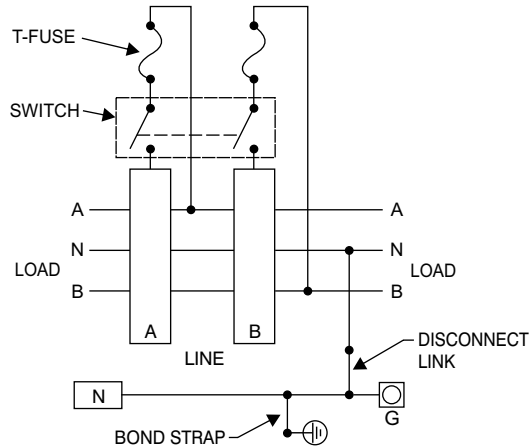 T-FUSE
SWITCH
A A
N N
LOAD LOAD
B B
A B
LINE
DISCONNECT
LINK
N
G
BOND STRAP